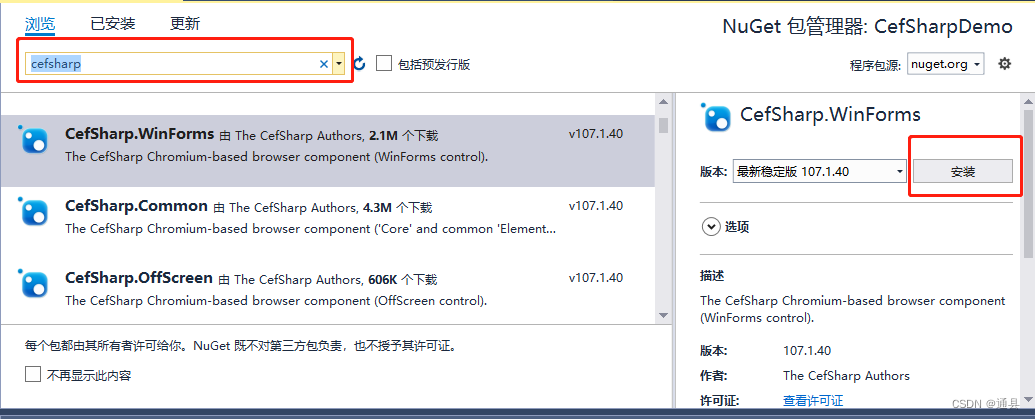 浏览 已安装 更新
NuGet 包管理器: CefSharpDemo
cefsharp
包括预发行版
程序包源: nuget.org
CefSharp.WinForms 由 The CefSharp Authors, 2.1M 个下载 v107.1.40
The CefSharp Chromium-based browser component (WinForms control).
CefSharp.Common 由 The CefSharp Authors, 4.3M 个下载 v107.1.40
The CefSharp Chromium-based browser component ('Core' and common 'Element...
CefSharp.OffScreen 由 The CefSharp Authors, 606K 个下载 v107.1.40
The CefSharp Chromium-based browser component (OffScreen control).
每个包都由其所有者许可给你。NuGet 既不对第三方包负责，也不授予其许可证。
不再显示此内容
CefSharp.WinForms
版本: 最新稳定版 107.1.40 安装
选项
描述
The CefSharp Chromium-based browser component
(WinForms control).
版本: 107.1.40
作者: The CefSharp Authors
许可证: 查看许可证
CSDN @通县